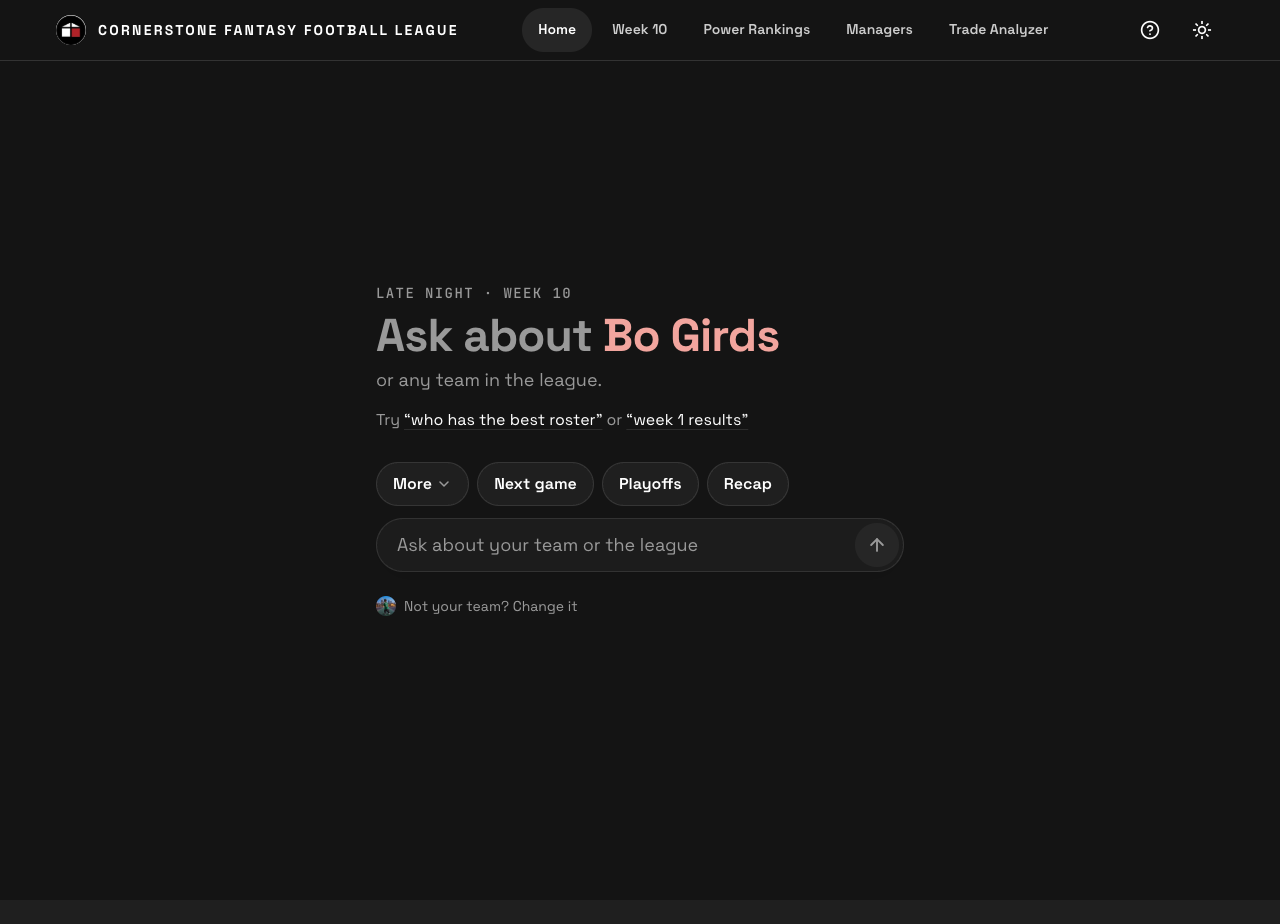 CORNERSTONE FANTASY FOOTBALL LEAGUE
Home
Week 10
Power Rankings
Managers
Trade Analyzer
LATE NIGHT · WEEK 10
Ask about Bo Girds
or any team in the league.
Try “who has the best roster” or “week 1 results”
More
Next game
Playoffs
Recap
Ask about your team or the league
Not your team? Change it